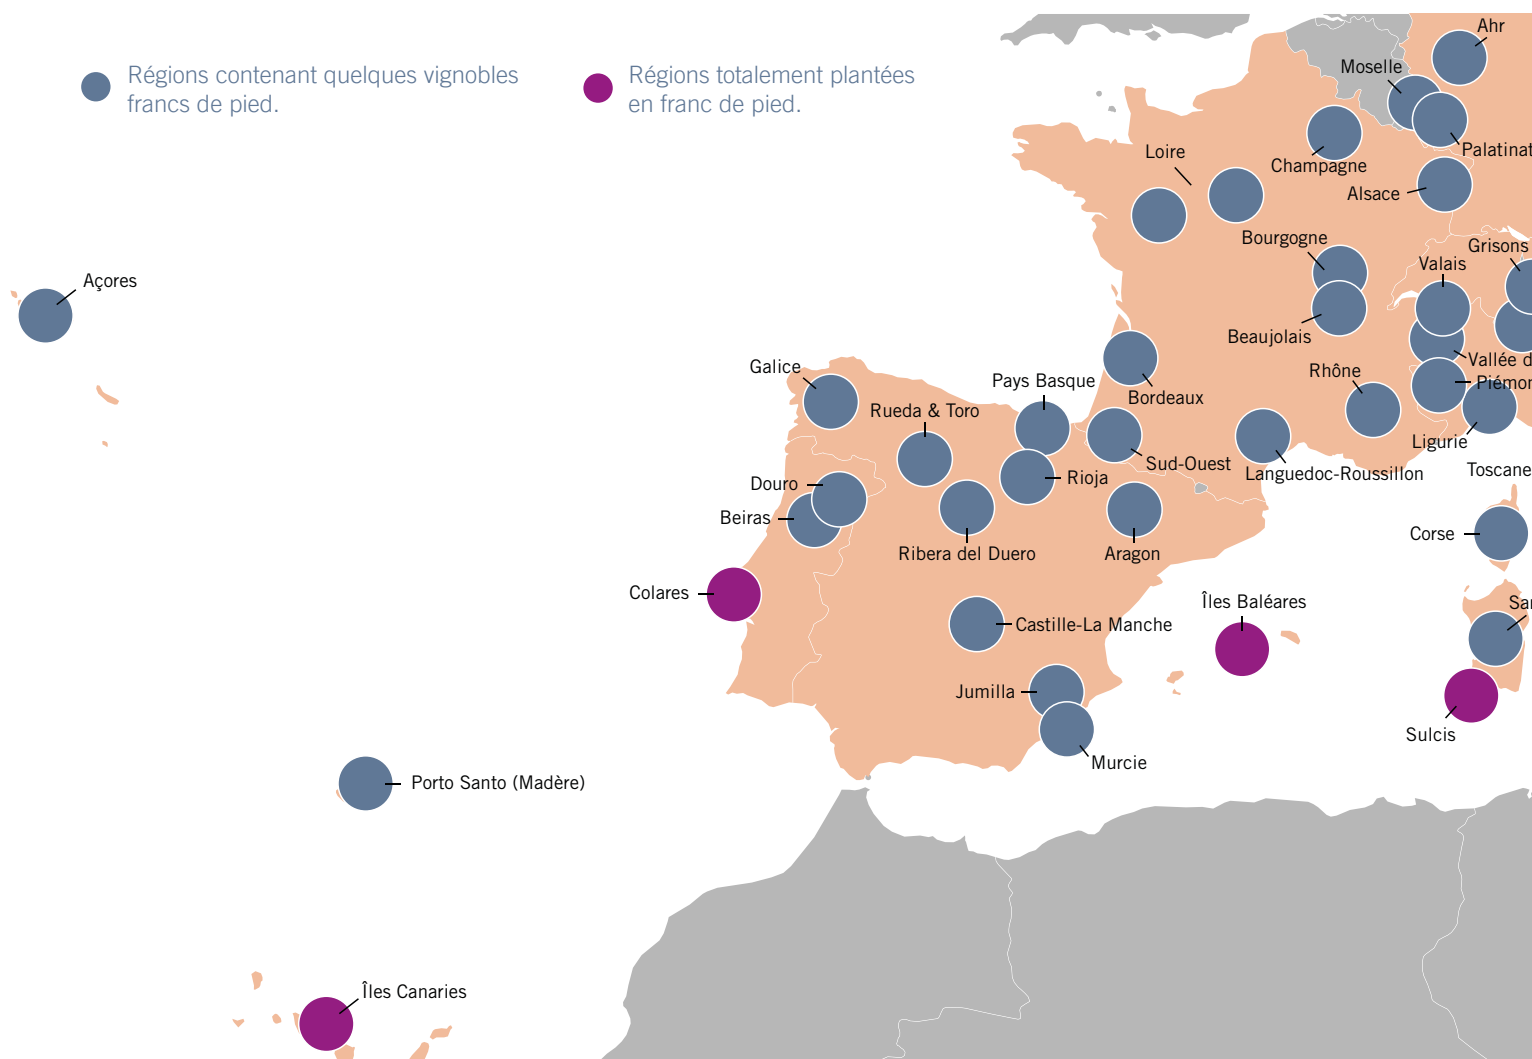 Régions contenant quelques vignobles
francs de pied.
Régions totalement plantées
en franc de pied.
Ahr
Moselle
Palatinat
Loire
Champagne
Alsace
Bourgogne
Grisons
Valais
Açores
Beaujolais
Vallée d
Galice
Rhône
Pays Basque
Piémon
Bordeaux
Rueda & Toro
Ligurie
Sud-Ouest
Languedoc-Roussillon
Toscane
Douro
Rioja
Beiras
Corse
Ribera del Duero
Aragon
Colares
Îles Baléares
Sar
Castille-La Manche
Jumilla
Sulcis
Murcie
Porto Santo (Madère)
Îles Canaries